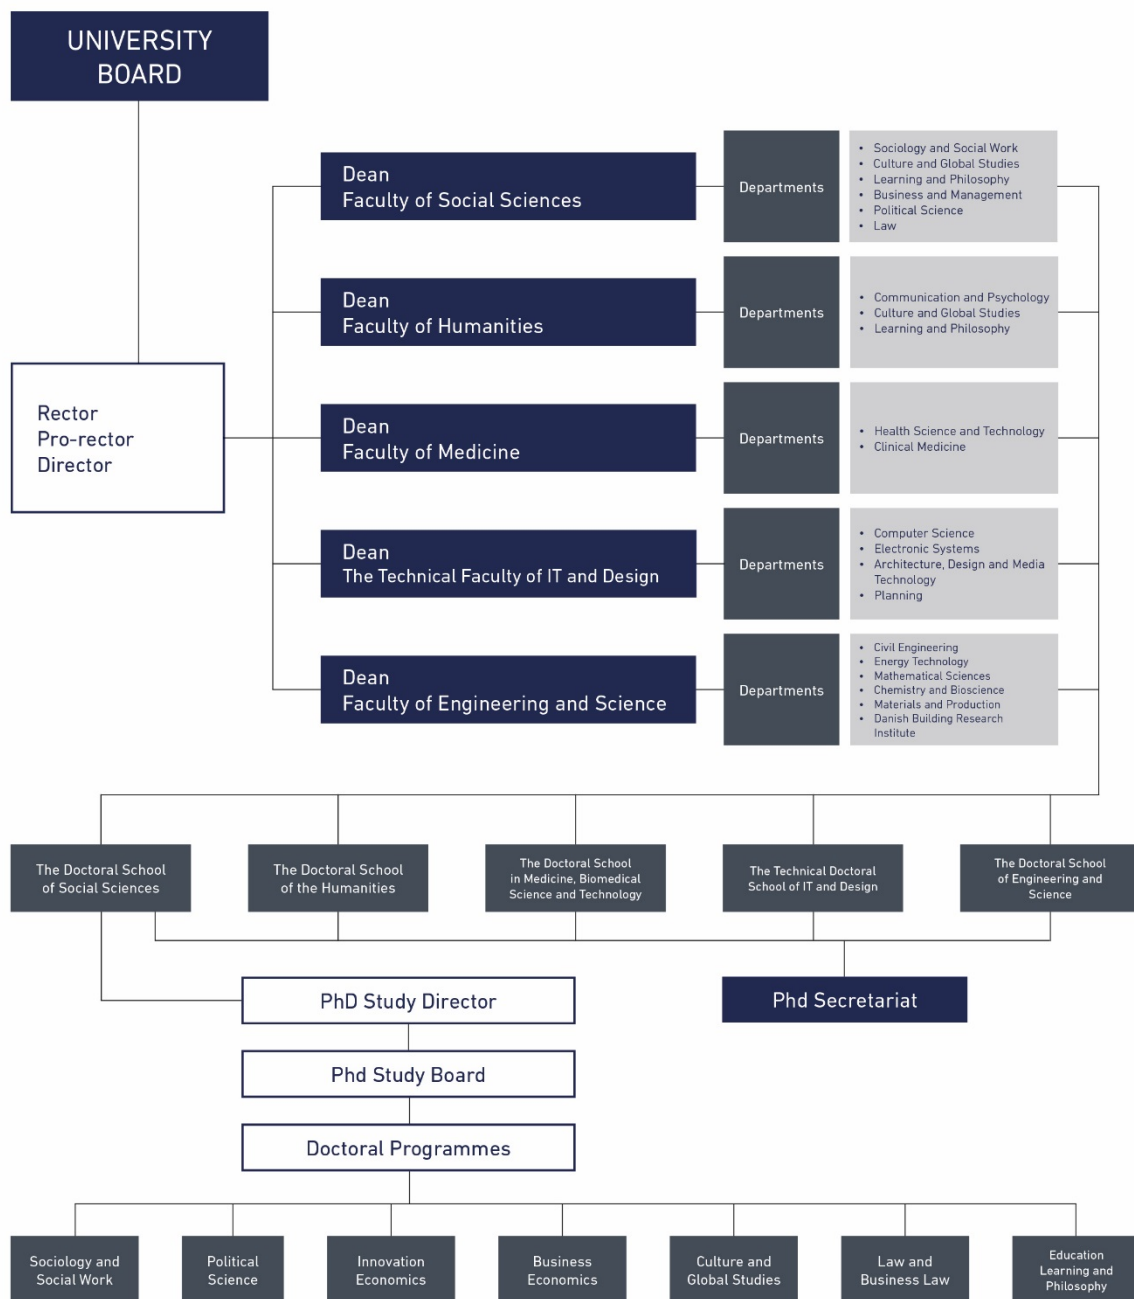 UNIVERSITY
BOARD
Rector
Pro-rector
Director
Dean
Faculty of Social Sciences
Departments
• Sociology and Social Work
• Culture and Global Studies
• Learning and Philosophy
• Business and Management
• Political Science
• Law
Dean
Faculty of Humanities
Departments
• Communication and Psychology
• Culture and Global Studies
• Learning and Philosophy
Dean
Faculty of Medicine
Departments
• Health Science and Technology
• Clinical Medicine
Dean
The Technical Faculty of IT and Design
Departments
• Computer Science
• Electronic Systems
• Architecture, Design and Media
Technology
• Planning
Dean
Faculty of Engineering and Science
Departments
• Civil Engineering
• Energy Technology
• Mathematical Sciences
• Chemistry and Bioscience
• Materials and Production
• Danish Building Research
Institute
The Doctoral School
of Social Sciences
The Doctoral School
of the Humanities
The Doctoral School
in Medicine, Biomedical
Science and Technology
The Technical Doctoral
School of IT and Design
The Doctoral School
of Engineering and
Science
PhD Study Director
Phd Secretariat
Phd Study Board
Doctoral Programmes
Sociology and
Social Work
Political
Science
Innovation
Economics
Business
Economics
Culture and
Global Studies
Law and
Business Law
Education
Learning and
Philosophy